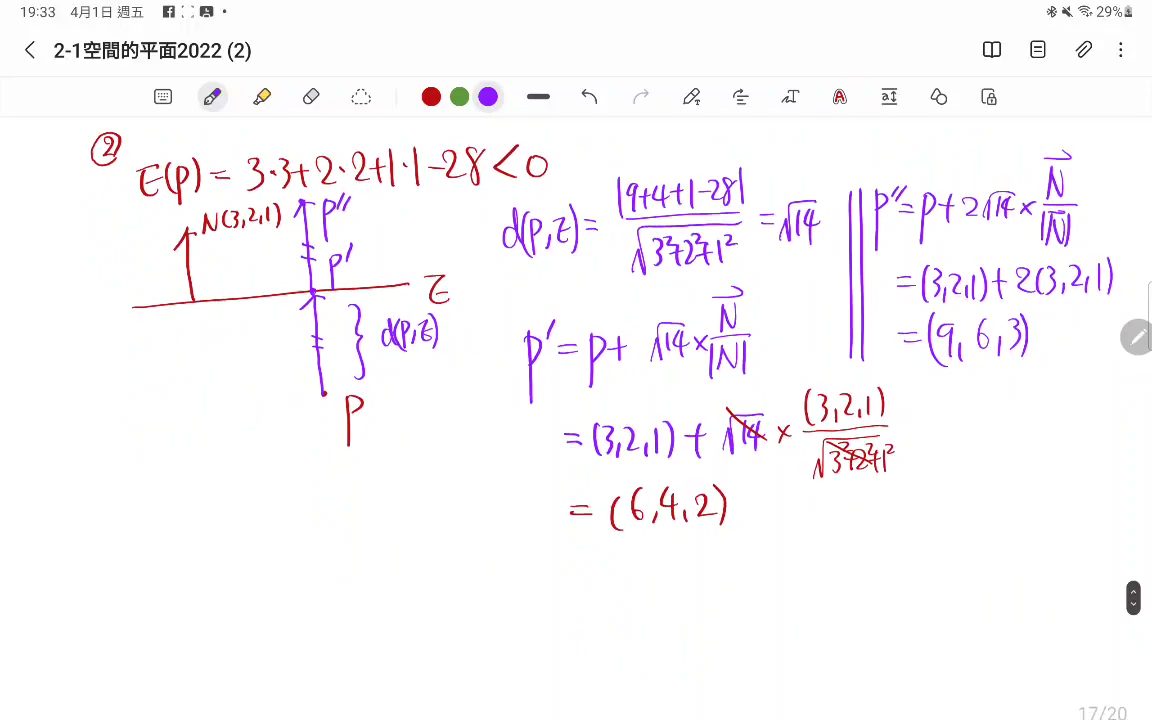 19:33 4月1日 週五
29%
2-1空間的平面2022 (2)
②
E(p) = 3·3+2·2+1·1-28 < 0
N(3,2,1)
p''
p'
E
d(p,E)
P
d(p,E) = |9+4+1-28| / √(3²+2²+1²) = √14
p' = p + √14 × N⃗/|N|
= (3,2,1) + √14 × (3,2,1)/√(3²+2²+1²)
= (6,4,2)
p'' = p + 2√14 × N⃗/|N⃗|
= (3,2,1) + 2(3,2,1)
= (9,6,3)
17/20